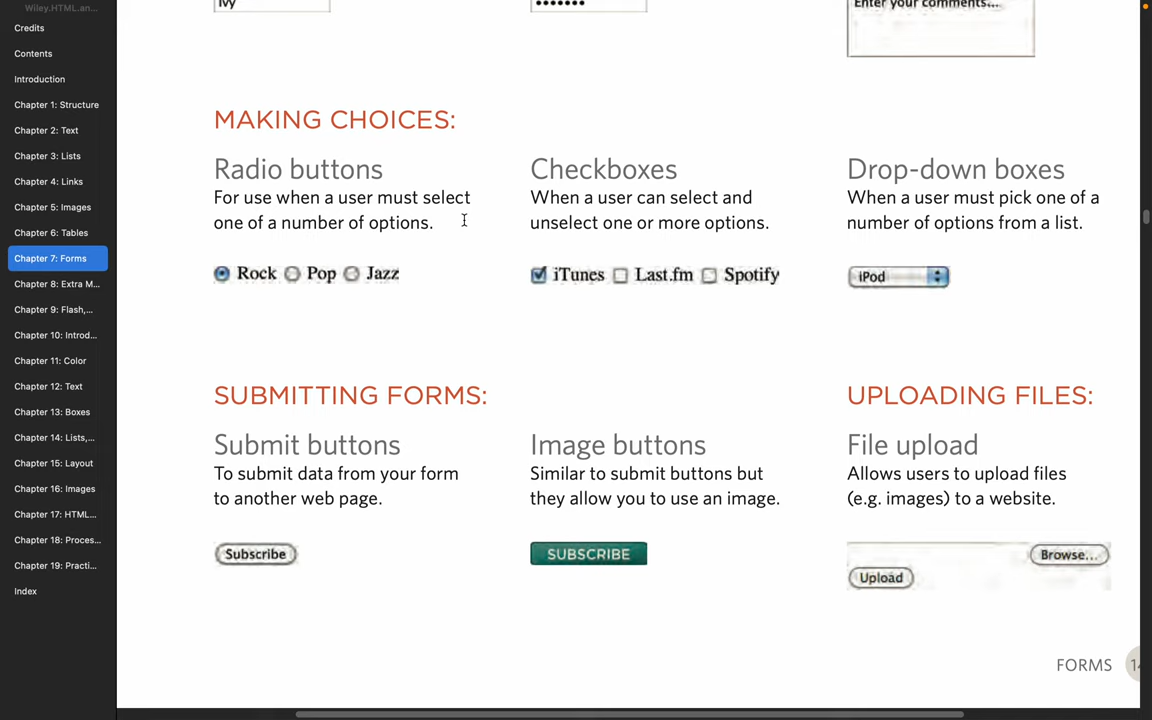 Wiley.HTML.an...
Credits
Contents
Introduction
Chapter 1: Structure
Chapter 2: Text
Chapter 3: Lists
Chapter 4: Links
Chapter 5: Images
Chapter 6: Tables
Chapter 7: Forms
Chapter 8: Extra M...
Chapter 9: Flash,...
Chapter 10: Introd...
Chapter 11: Color
Chapter 12: Text
Chapter 13: Boxes
Chapter 14: Lists,...
Chapter 15: Layout
Chapter 16: Images
Chapter 17: HTML...
Chapter 18: Proces...
Chapter 19: Practi...
Index
Ivy
Enter your comments...
MAKING CHOICES:
Radio buttons
For use when a user must select
one of a number of options.
Rock Pop Jazz
Checkboxes
When a user can select and
unselect one or more options.
iTunes Last.fm Spotify
Drop-down boxes
When a user must pick one of a
number of options from a list.
iPod
SUBMITTING FORMS:
Submit buttons
To submit data from your form
to another web page.
Subscribe
Image buttons
Similar to submit buttons but
they allow you to use an image.
SUBSCRIBE
UPLOADING FILES:
File upload
Allows users to upload files
(e.g. images) to a website.
Browse...
Upload
FORMS